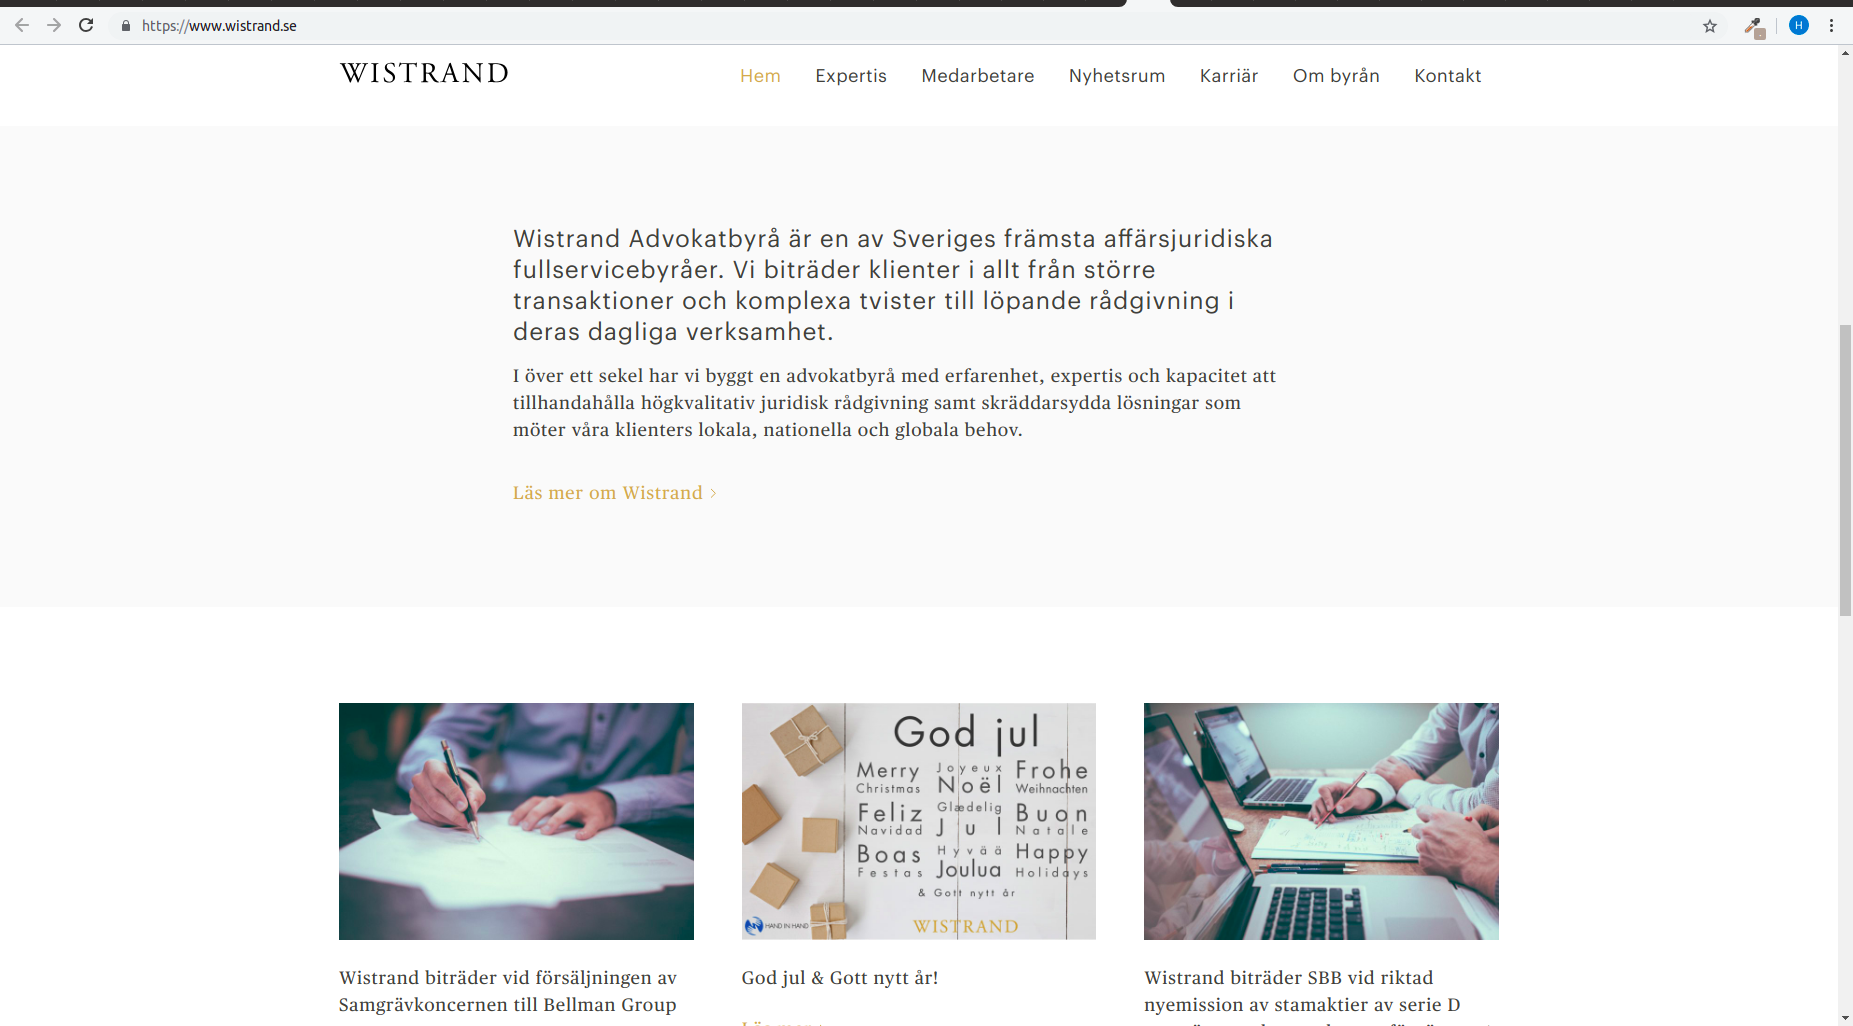 https://www.wistrand.se
H
WISTRAND
Hem Expertis Medarbetare Nyhetsrum Karriär Om byrån Kontakt
Wistrand Advokatbyrå är en av Sveriges främsta affärsjuridiska
fullservicebyråer. Vi biträder klienter i allt från större
transaktioner och komplexa tvister till löpande rådgivning i
deras dagliga verksamhet.
I över ett sekel har vi byggt en advokatbyrå med erfarenhet, expertis och kapacitet att
tillhandahålla högkvalitativ juridisk rådgivning samt skräddarsydda lösningar som
möter våra klienters lokala, nationella och globala behov.
Läs mer om Wistrand >
God jul
Merry
Christmas
Joyeux
Noël
Frohe
Weihnachten
Feliz
Navidad
Glædelig
Jul
Buon
Natale
Boas
Festas
Hyvää
Joulua
Happy
Holidays
& Gott nytt år
HAND IN HAND
WISTRAND
Wistrand biträder vid försäljningen av
Samgrävkoncernen till Bellman Group
God jul & Gott nytt år!
Wistrand biträder SBB vid riktad
nyemission av stamaktier av serie D